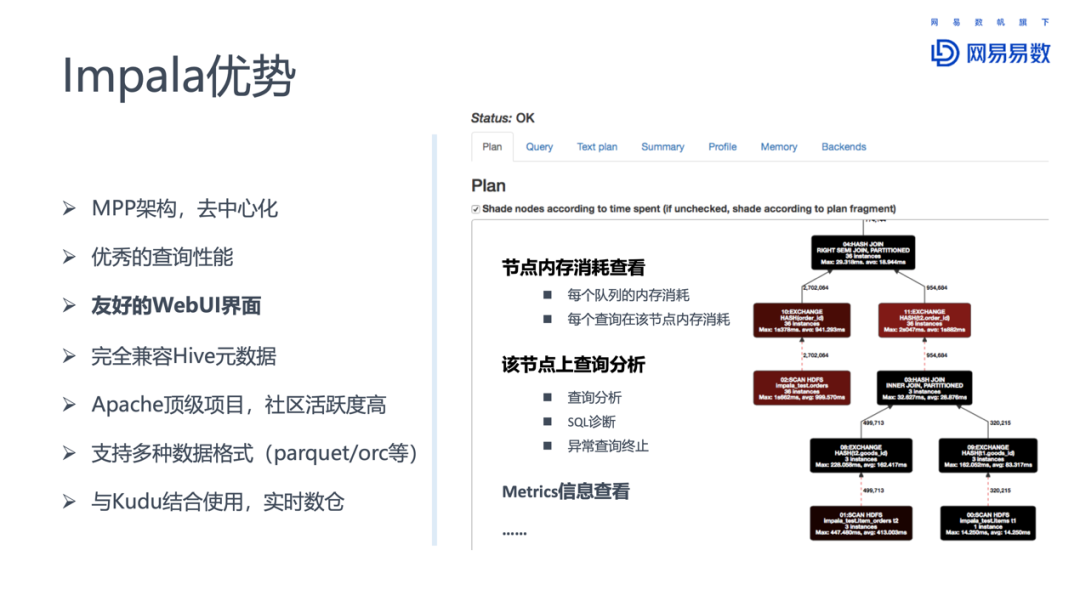 网易数帆旗下
网易易数
Impala优势
MPP架构，去中心化
优秀的查询性能
友好的WebUI界面
完全兼容Hive元数据
Apache顶级项目，社区活跃度高
支持多种数据格式（parquet/orc等）
与Kudu结合使用，实时数仓
Status: OK
Plan Query Text plan Summary Profile Memory Backends
Plan
Shade nodes according to time spent (if unchecked, shade according to plan fragment)
节点内存消耗查看
每个队列的内存消耗
每个查询在该节点内存消耗
该节点上查询分析
查询分析
SQL诊断
异常查询终止
Metrics信息查看
......
04:HASH JOIN
RIGHT SEMI JOIN, PARTITIONED
36 instances
Max: 29.318ms, avg: 18.944ms
2,702,064
954,684
10:EXCHANGE
HASH(order_id)
36 instances
Max: 1s378ms, avg: 941.293ms
11:EXCHANGE
HASH(t2.order_id)
36 instances
Max: 2s047ms, avg: 1s882ms
2,702,064
954,684
02:SCAN HDFS
impala_test.orders
36 instances
Max: 1s952ms, avg: 999.570ms
03:HASH JOIN
INNER JOIN, PARTITIONED
3 instances
Max: 32.627ms, avg: 28.876ms
499,713
320,215
08:EXCHANGE
HASH(t2.goods_id)
3 instances
Max: 228.059ms, avg: 162.417ms
09:EXCHANGE
HASH(t1.goods_id)
3 instances
Max: 162.052ms, avg: 83.317ms
499,713
320,215
01:SCAN HDFS
impala_test.item_orders t2
3 instances
Max: 447.460ms, avg: 413.003ms
00:SCAN HDFS
impala_test.items t1
1 instance
Max: 14.250ms, avg: 14.250ms